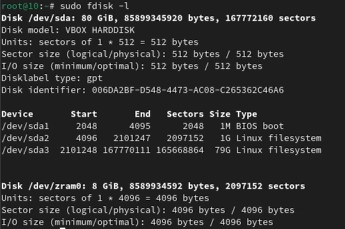 root@10:~# sudo fdisk -l
Disk /dev/sda: 80 GiB, 85899345920 bytes, 167772160 sectors
Disk model: VBOX HARDDISK
Units: sectors of 1 * 512 = 512 bytes
Sector size (logical/physical): 512 bytes / 512 bytes
I/O size (minimum/optimal): 512 bytes / 512 bytes
Disklabel type: gpt
Disk identifier: 006DA2BF-D548-4473-AC08-C265362C46A6
Device Start End Sectors Size Type
/dev/sda1 2048 4095 2048 1M BIOS boot
/dev/sda2 4096 2101247 2097152 1G Linux filesystem
/dev/sda3 2101248 167770111 165668864 79G Linux filesystem
Disk /dev/zram0: 8 GiB, 8589934592 bytes, 2097152 sectors
Units: sectors of 1 * 4096 = 4096 bytes
Sector size (logical/physical): 4096 bytes / 4096 bytes
I/O size (minimum/optimal): 4096 bytes / 4096 bytes